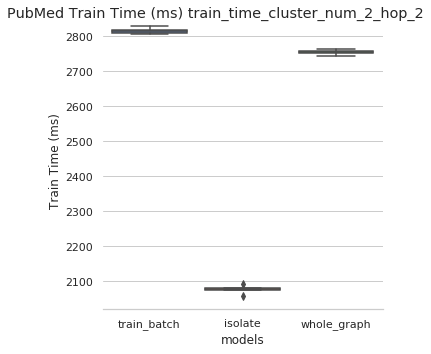 PubMed Train Time (ms) train_time_cluster_num_2_hop_2
2800
2700
2600
2500
2400
2300
2200
2100
Train Time (ms)
train_batch isolate whole_graph
models